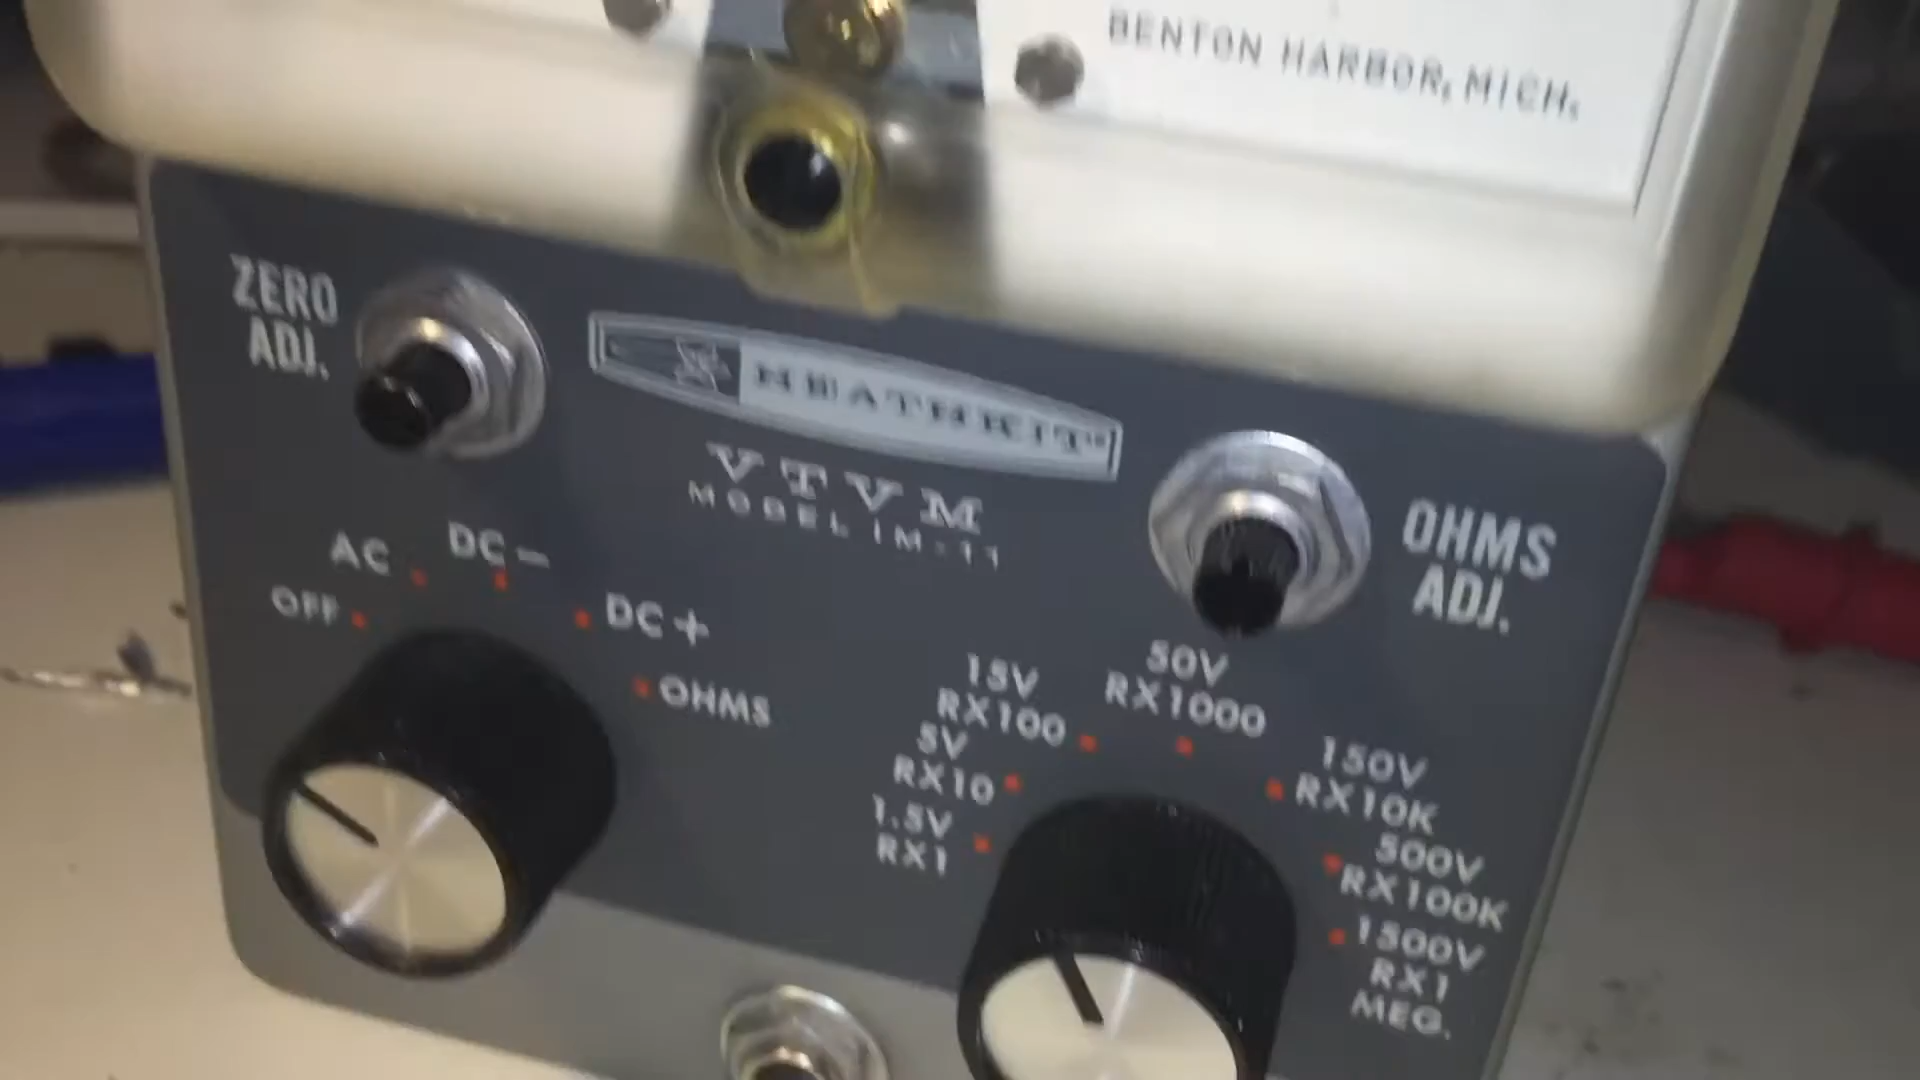 BENTON HARBOR, MICH.
ZERO
ADJ.
HEATHKIT
VTVM
MODEL IM-11
OHMS
ADJ.
OFF
AC
DC−
DC+
OHMS
1.5V
RX1
5V
RX10
15V
RX100
50V
RX1000
150V
RX10K
500V
RX100K
1500V
RX1
MEG.